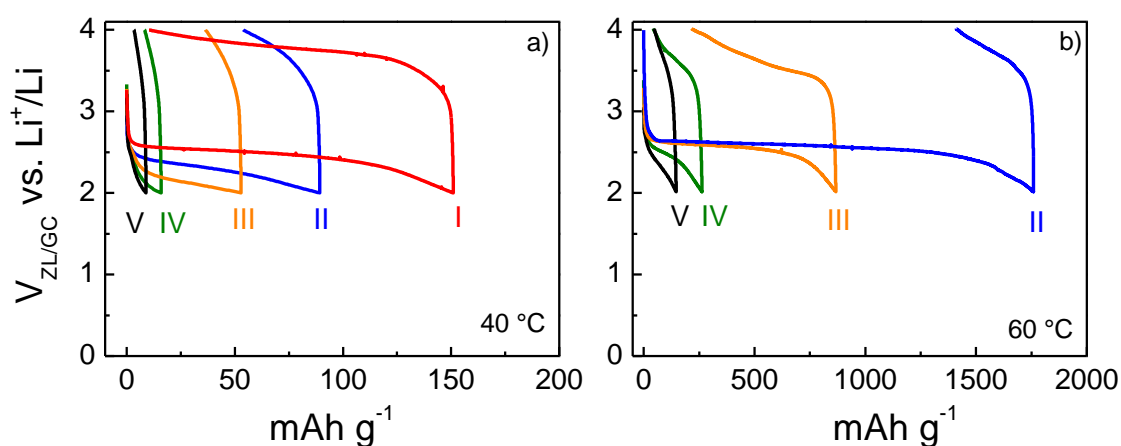 V_ZL/GC vs. Li⁺/Li
4
3
2
1
0
a)
V
IV
III
II
I
40 °C
0
50
100
150
200
mAh g⁻¹
4
3
2
1
0
b)
V
IV
III
II
60 °C
0
500
1000
1500
2000
mAh g⁻¹